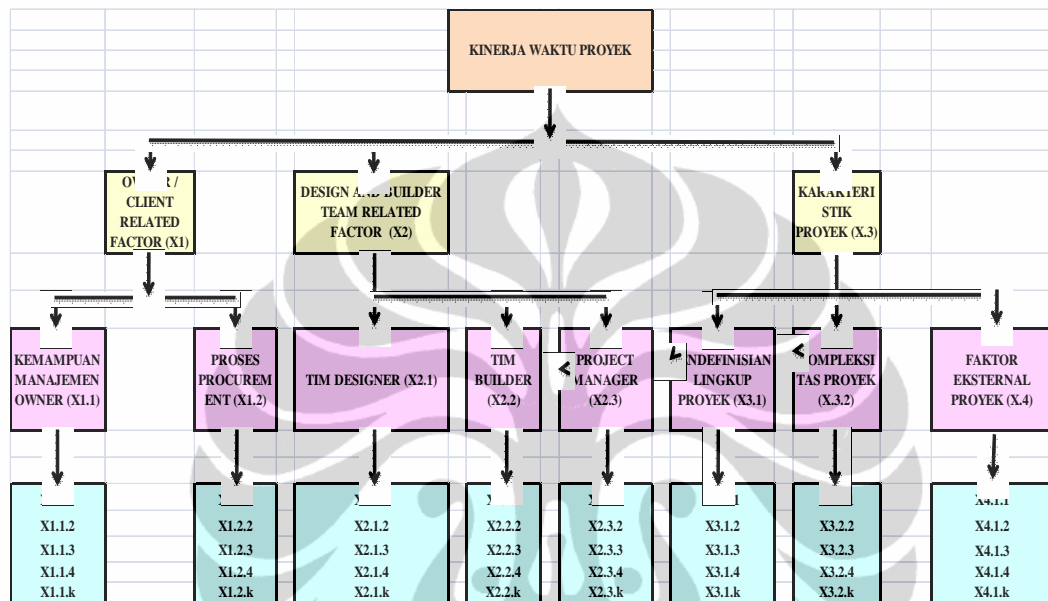 KINERJA WAKTU PROYEK
CLIENT
RELATED
FACTOR (X1)
DESIGN AND BUILDER
TEAM RELATED
FACTOR (X2)
KARAKTERI
STIK
PROYEK (X.3)
KEMAMPUAN
MANAJEMEN
OWNER (X1.1)
PROSES
PROCUREM
ENT (X1.2)
TIM DESIGNER (X2.1)
TIM
BUILDER
(X2.2)
PROJECT
MANAGER
(X2.3)
LINGKUP
PROYEK (X3.1)
TAS PROYEK
(X.3.2)
FAKTOR
EKSTERNAL
PROYEK (X.4)
X1.1.2
X1.1.3
X1.1.4
X1.1.k
X1.2.2
X1.2.3
X1.2.4
X1.2.k
X2.1.2
X2.1.3
X2.1.4
X2.1.k
X2.2.2
X2.2.3
X2.2.4
X2.2.k
X2.3.2
X2.3.3
X2.3.4
X2.3.k
X3.1.2
X3.1.3
X3.1.4
X3.1.k
X3.2.2
X3.2.3
X3.2.4
X3.2.k
X4.1.1
X4.1.2
X4.1.3
X4.1.4
X4.1.k